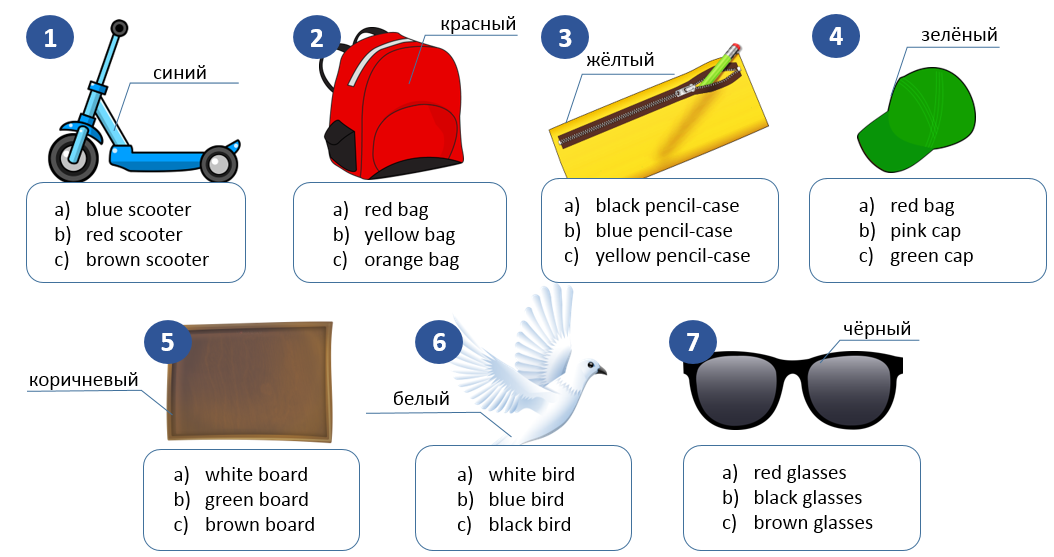 1
синий
a) blue scooter
b) red scooter
c) brown scooter
2
красный
a) red bag
b) yellow bag
c) orange bag
3
жёлтый
a) black pencil-case
b) blue pencil-case
c) yellow pencil-case
4
зелёный
a) red bag
b) pink cap
c) green cap
5
коричневый
a) white board
b) green board
c) brown board
6
белый
a) white bird
b) blue bird
c) black bird
7
чёрный
a) red glasses
b) black glasses
c) brown glasses